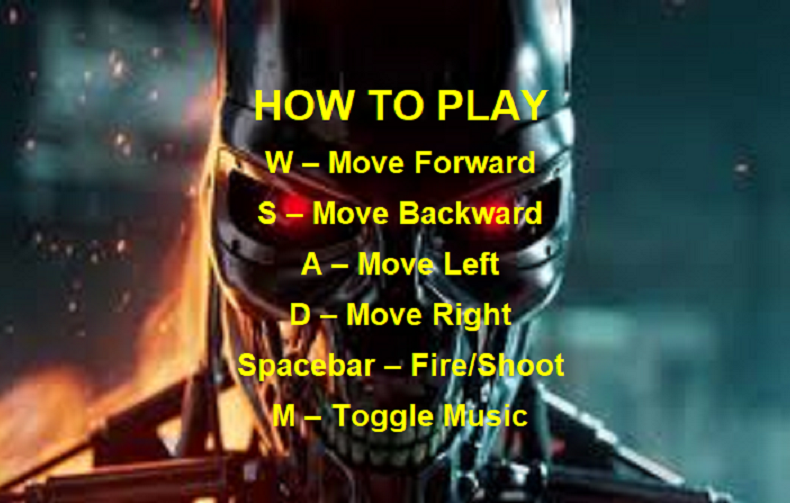 HOW TO PLAY
W – Move Forward
S – Move Backward
A – Move Left
D – Move Right
Spacebar – Fire/Shoot
M – Toggle Music